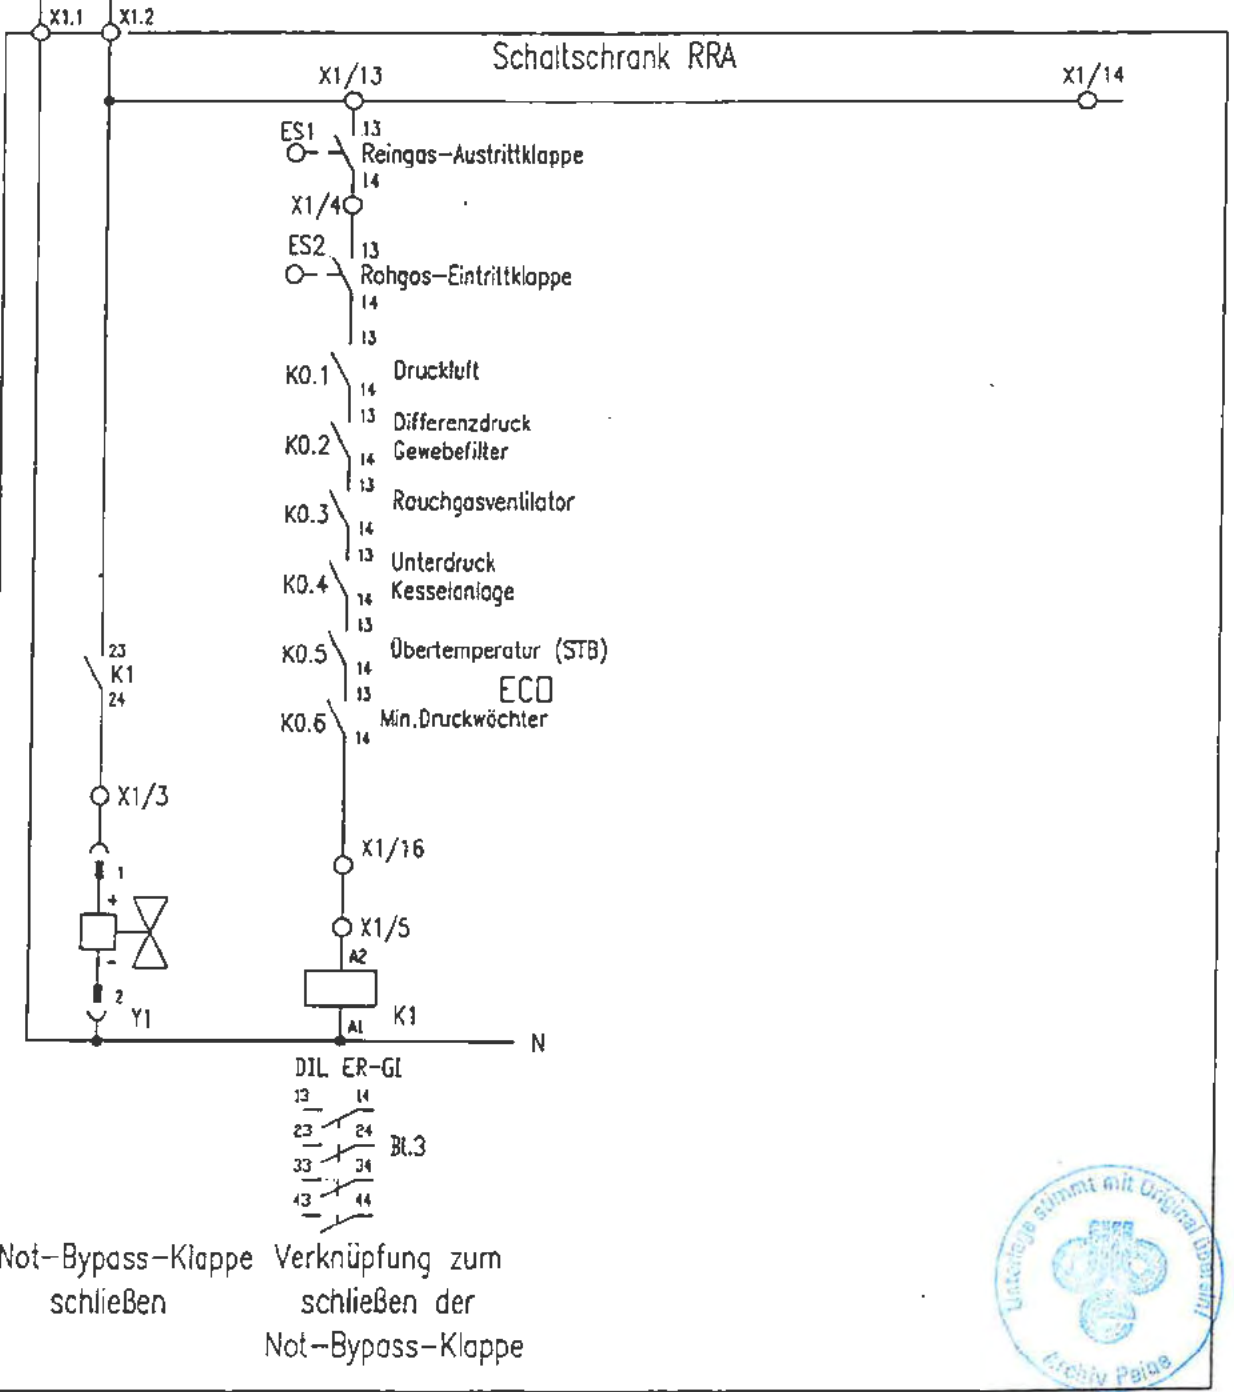 X1.1 X1.2
Schaltschrank RRA
X1/13 X1/14
ES1 13
Reingas-Austrittklappe
14
X1/4
ES2 13
Rohgas-Eintrittklappe
14
13
K0.1 Druckluft
14
13 Differenzdruck
K0.2 14 Gewebefilter
13
K0.3 Rauchgasventilator
14
13 Unterdruck
K0.4 14 Kesselanlage
13
K0.5 Übertemperatur (STB)
14
13 ECO
K0.6 Min.Druckwächter
14
23
K1
24
X1/3
X1/16
1
+
X1/5
A2
-
2
Y1
K1
A1
N
DIL ER-GI
13 14
23 24
Bl.3
33 34
43 44
Not-Bypass-Klappe
schließen
Verknüpfung zum
schließen der
Not-Bypass-Klappe
Unterlage stimmt mit Original überein!
Archiv Peine